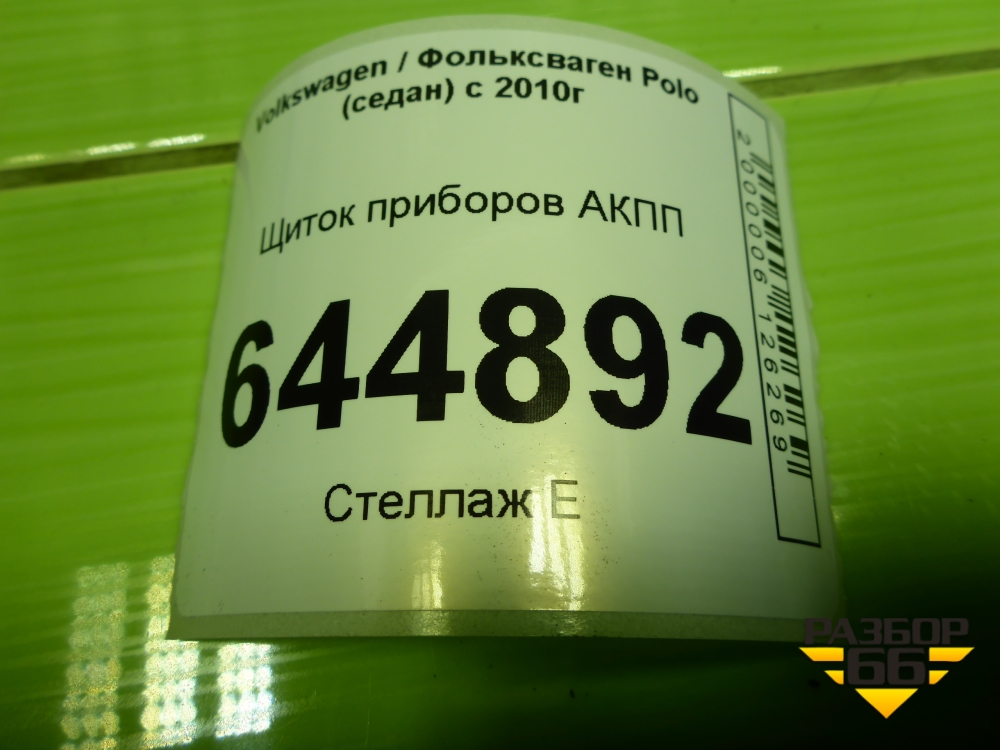 Volkswagen / Фольксваген Polo
(седан) с 2010г
Щиток приборов АКПП
644892
Стеллаж E
2000006126269
РАЗБОР
66